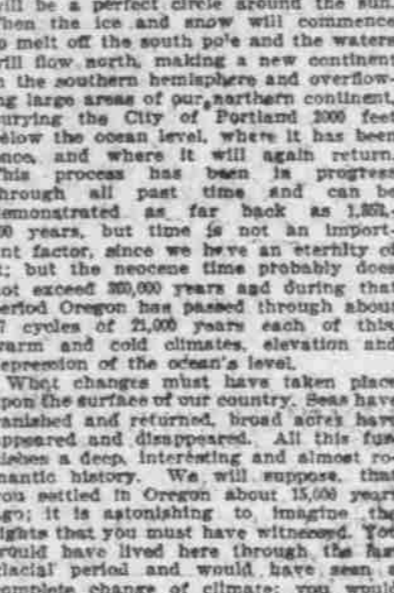 will be a perfect circle around the sun.
Then the ice and snow will commence
to melt off the south pole and the waters
will flow north, making a new continent
in the southern hemisphere and overflow-
ing large areas of our northern continent,
burying the City of Portland 2000 feet
below the ocean level, where it has been
once, and where it will again return.
This process has been in progress
through all past time and can be
demonstrated as far back as
years, but time is not an import-
ant factor, since we have an eternity of
it; but the neocene time probably does
not exceed years and during that
period Oregon has passed through about
cycles of 21,000 years each of this
warm and cold climates, elevation and
depression of the ocean's level.
What changes must have taken place
upon the surface of our country. Seas have
vanished and returned, broad acres have
appeared and disappeared. All this fur-
nishes a deep, interesting and almost ro-
mantic history. We will suppose, that
you settled in Oregon about 15,000 years
ago; it is astonishing to imagine the
sights that you must have witnessed. You
would have lived here through the
glacial period and would have seen a
complete change of climate; you would